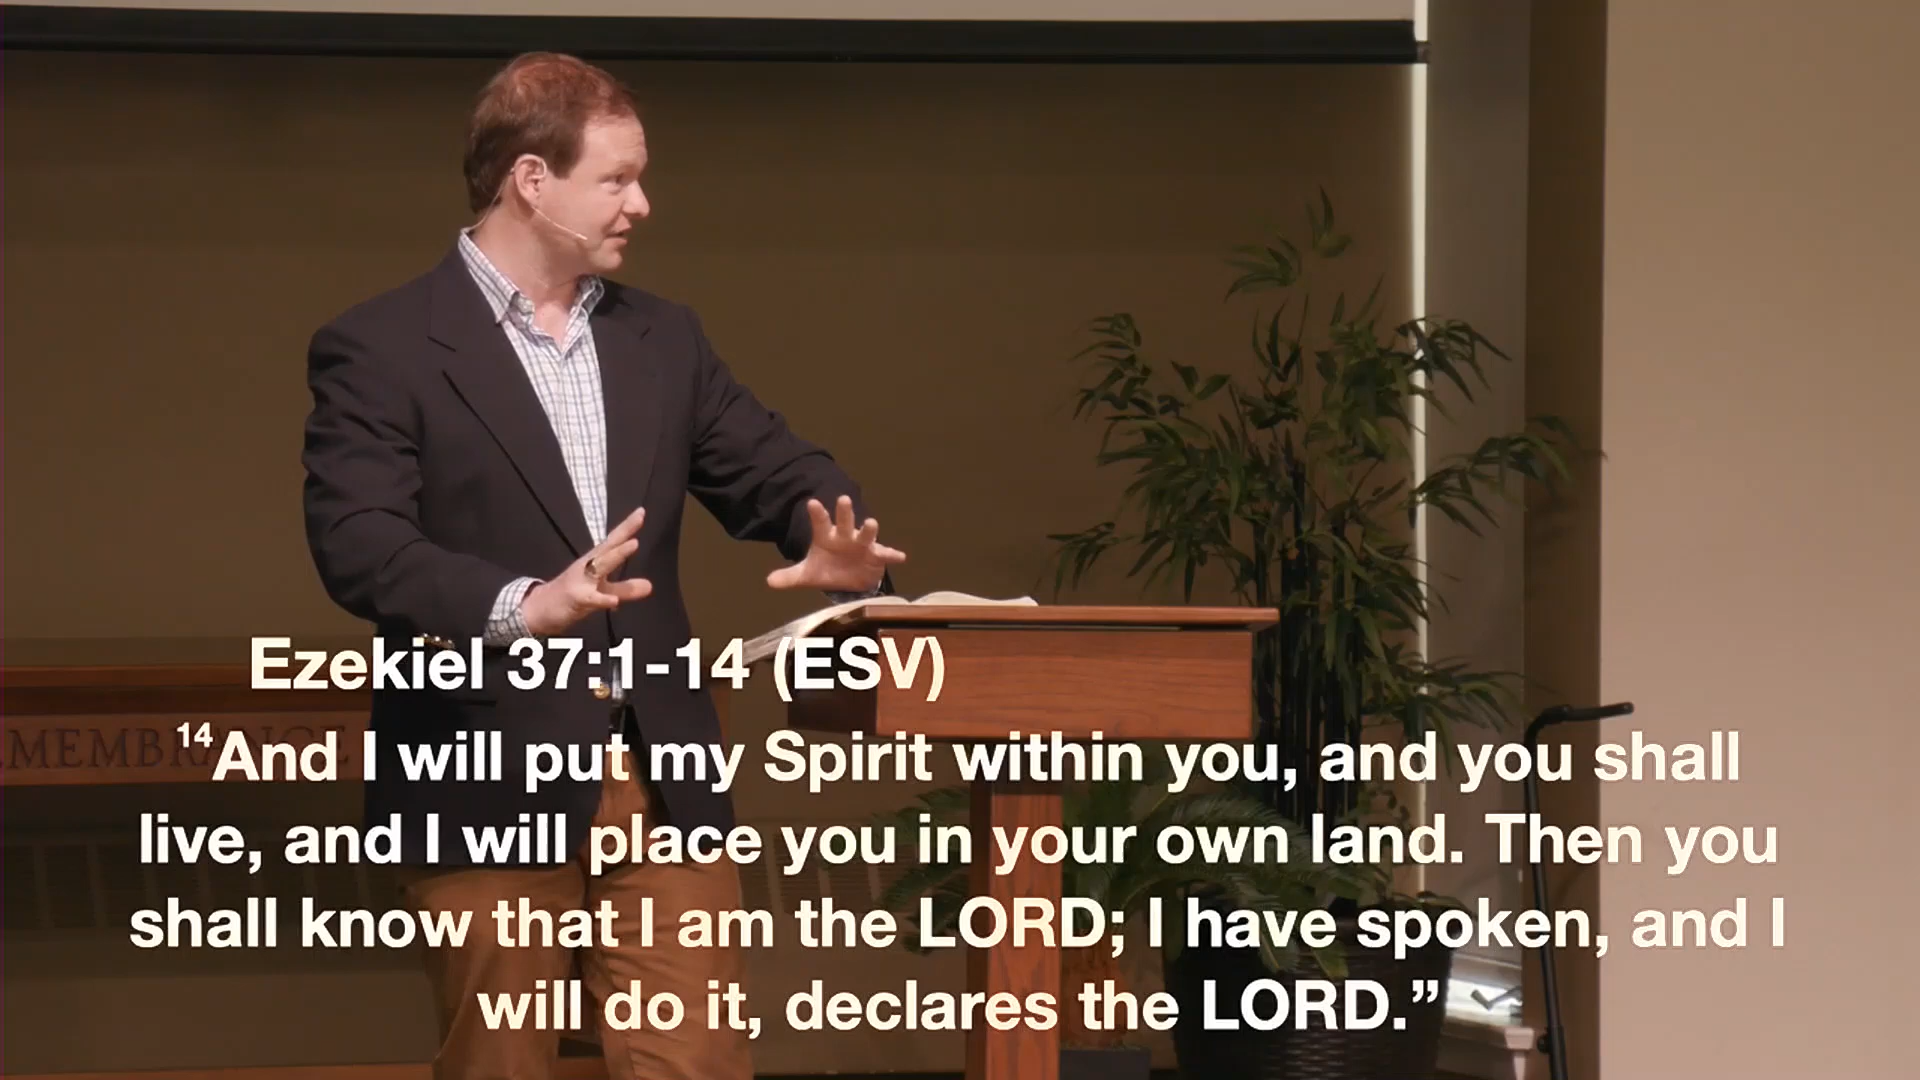 Ezekiel 37:1-14 (ESV)
¹⁴And I will put my Spirit within you, and you shall
live, and I will place you in your own land. Then you
shall know that I am the LORD; I have spoken, and I
will do it, declares the LORD.”